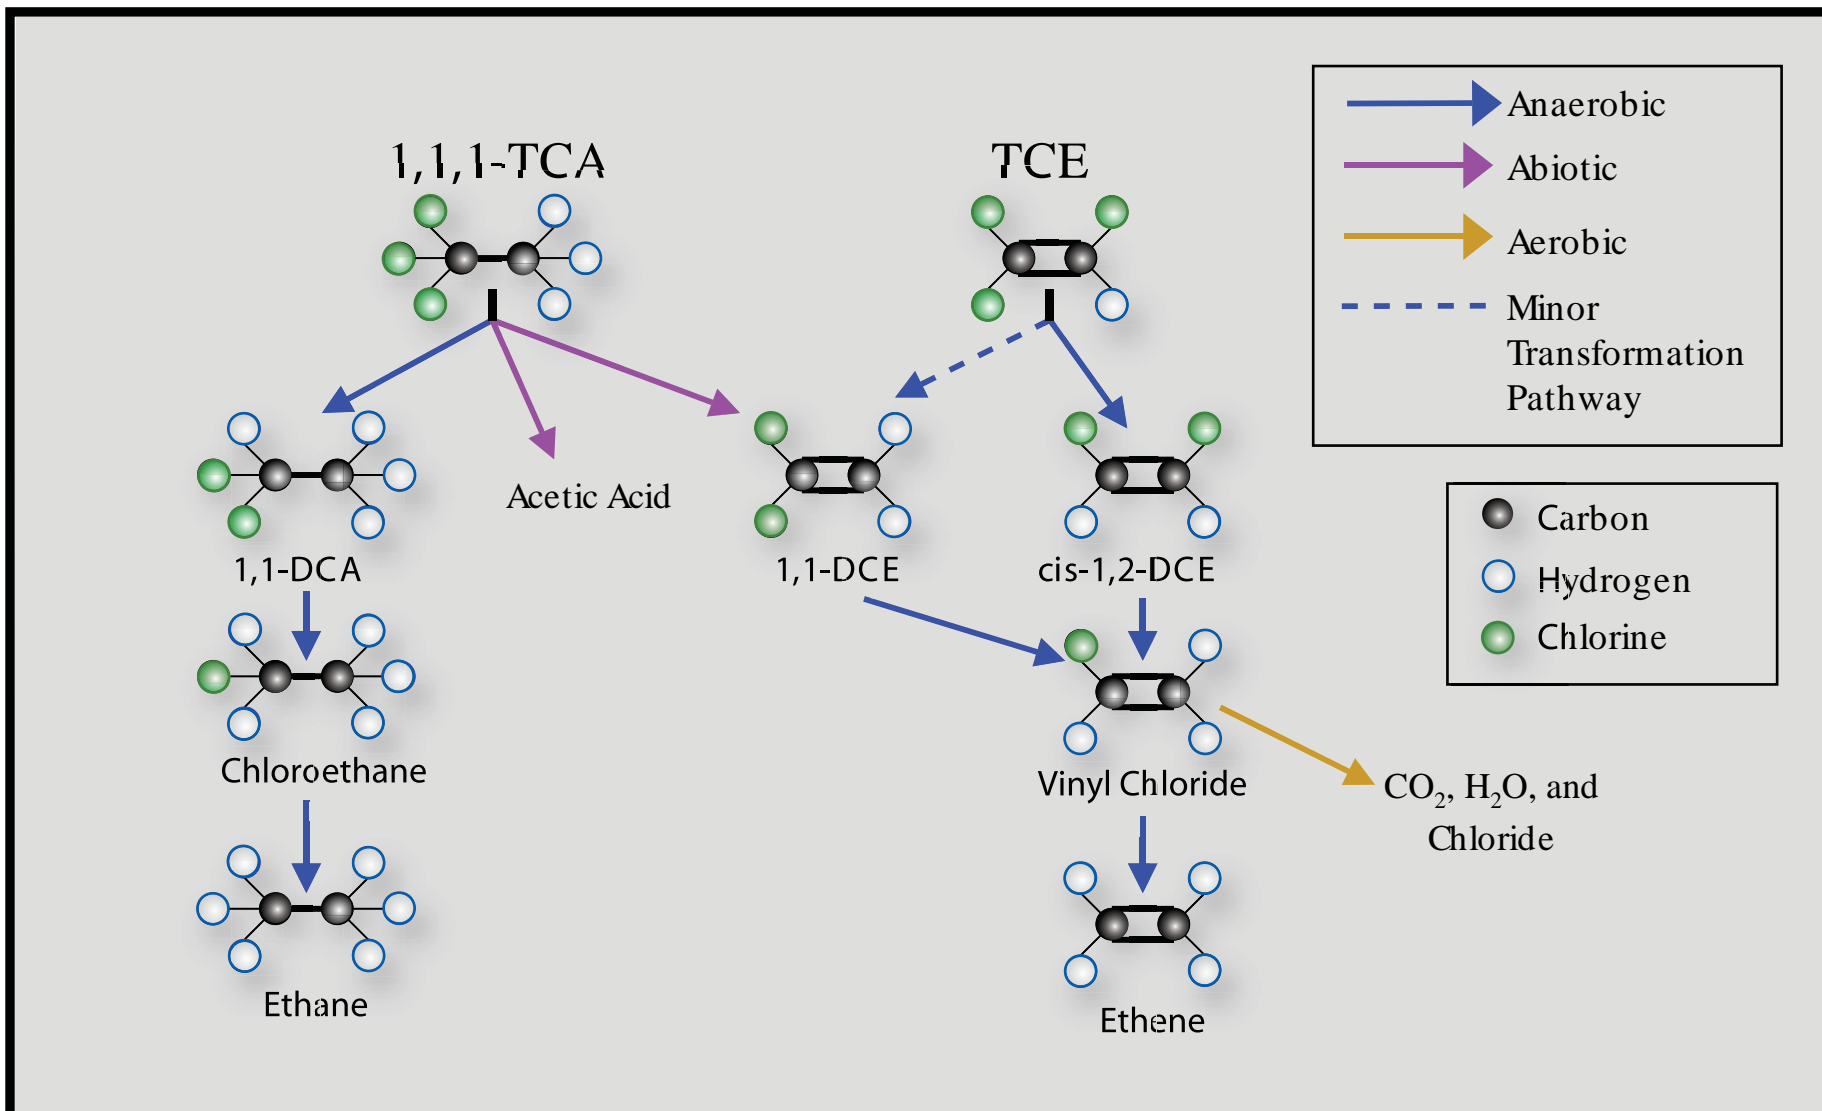 1,1,1-TCA
TCE
Anaerobic
Abiotic
Aerobic
Minor
Transformation
Pathway
Acetic Acid
1,1-DCA
1,1-DCE
cis-1,2-DCE
Carbon
Hydrogen
Chlorine
Chloroethane
Vinyl Chloride
CO₂, H₂O, and
Chloride
Ethane
Ethene